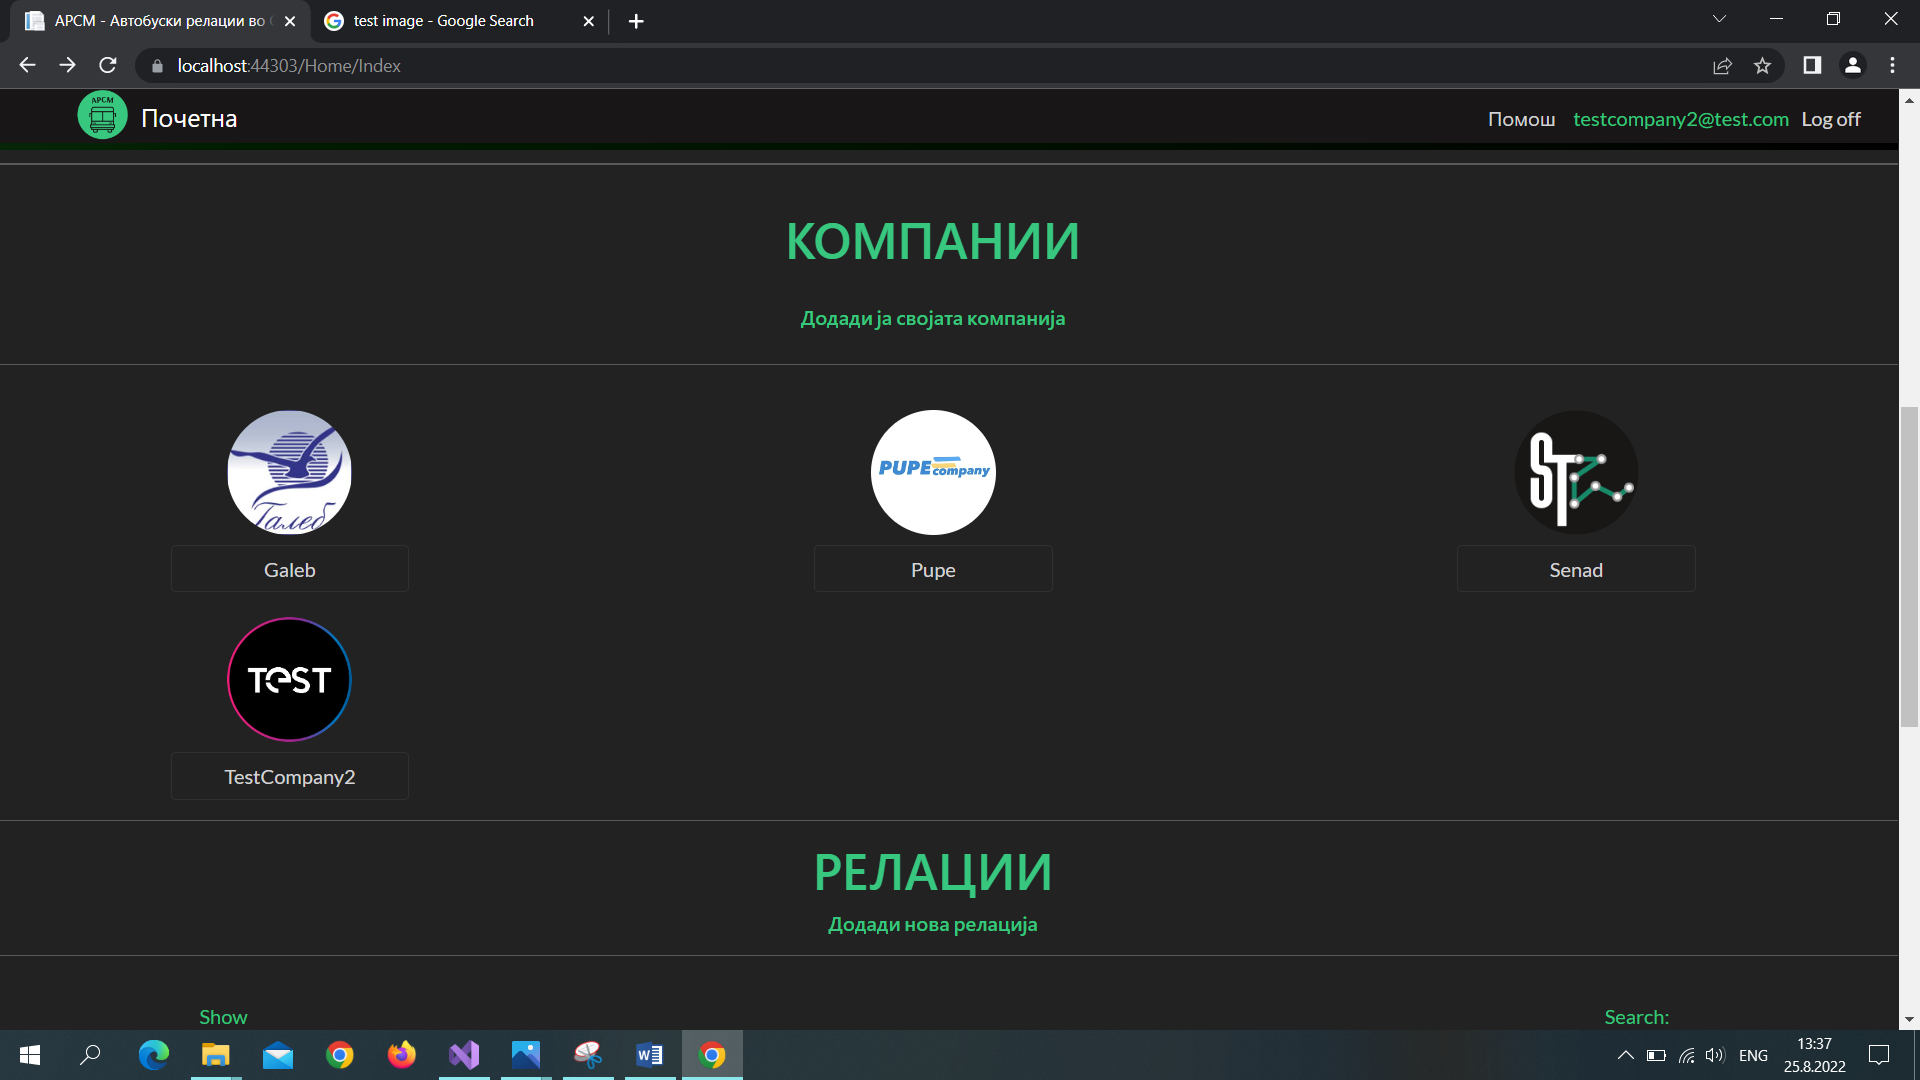 АРСМ - Автобуски релации во
test image - Google Search
localhost:44303/Home/Index
АРСМ
Почетна
Помош testcompany2@test.com Log off
КОМПАНИИ
Додади ја својата компанија
Галеб
PUPE company
ST
Galeb
Pupe
Senad
TEST
TestCompany2
РЕЛАЦИИ
Додади нова релација
Show
Search:
ENG
13:37
25.8.2022